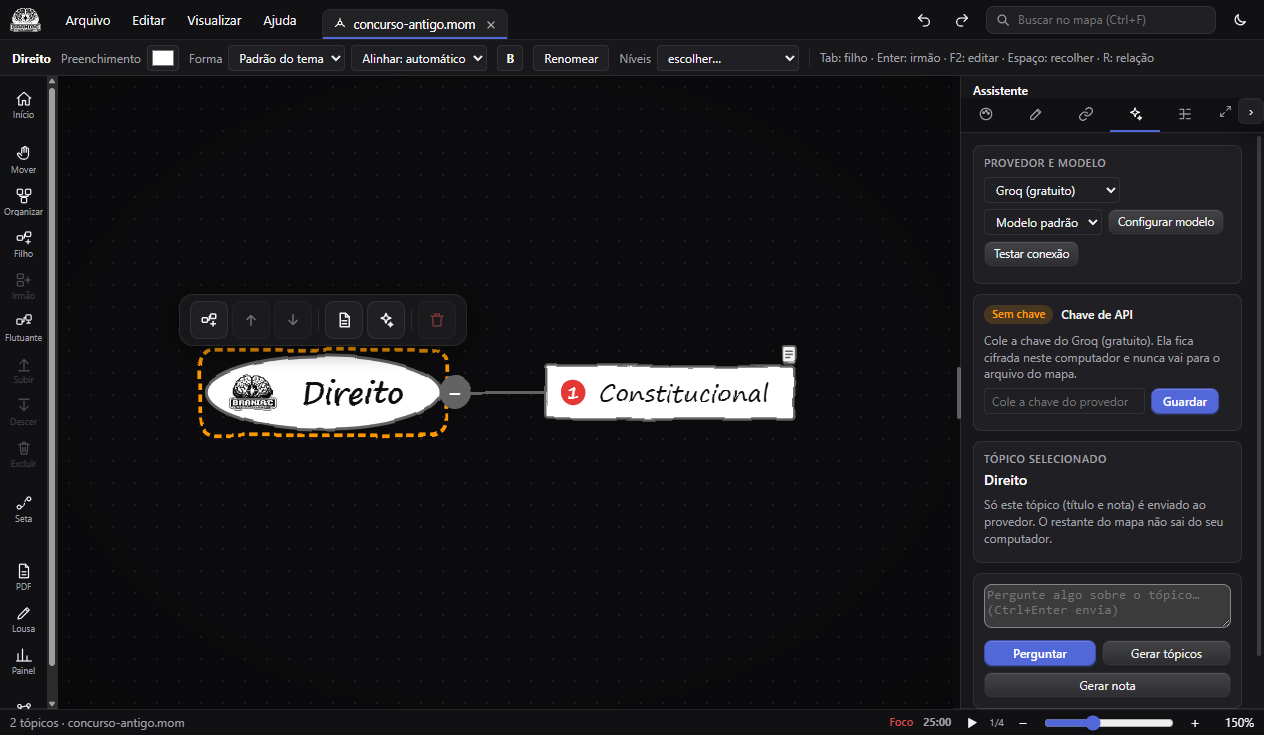 Arquivo
Editar
Visualizar
Ajuda
concurso-antigo.mom
Buscar no mapa (Ctrl+F)
Direito
Preenchimento
Forma
Padrão do tema
Alinhar: automático
B
Renomear
Níveis
escolher...
Tab: filho · Enter: irmão · F2: editar · Espaço: recolher · R: relação
Início
Mover
Organizar
Filho
Irmão
Flutuante
Subir
Descer
Excluir
Seta
PDF
Lousa
Painel
BRANIAC
Direito
1
Constitucional
Assistente
PROVEDOR E MODELO
Groq (gratuito)
Modelo padrão
Configurar modelo
Testar conexão
Sem chave
Chave de API
Cole a chave do Groq (gratuito). Ela fica
cifrada neste computador e nunca vai para o
arquivo do mapa.
Cole a chave do provedor
Guardar
TÓPICO SELECIONADO
Direito
Só este tópico (título e nota) é enviado ao
provedor. O restante do mapa não sai do seu
computador.
Pergunte algo sobre o tópico…
(Ctrl+Enter envia)
Perguntar
Gerar tópicos
Gerar nota
2 tópicos · concurso-antigo.mom
Foco
25:00
1/4
150%